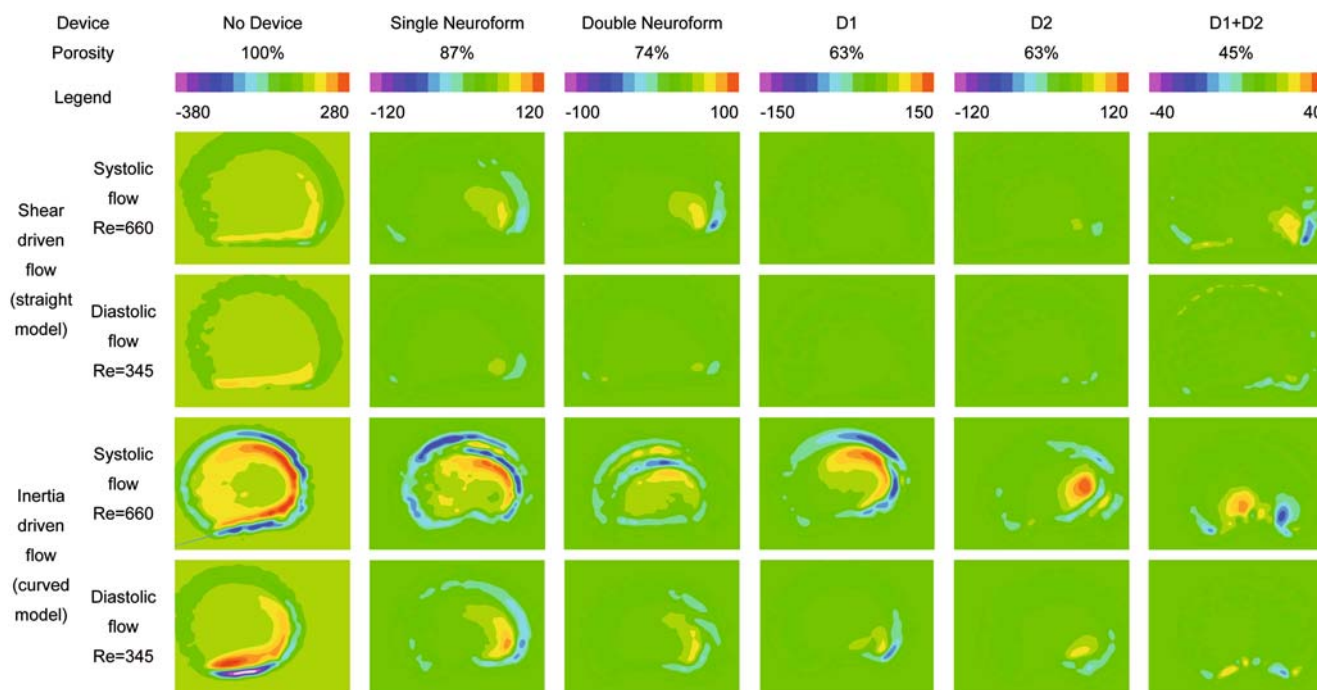 Device No Device Single Neuroform Double Neuroform D1 D2 D1+D2
Porosity 100% 87% 74% 63% 63% 45%
Legend
-380 280 -120 120 -100 100 -150 150 -120 120 -40 40
Shear
driven
flow
(straight
model)
Systolic
flow
Re=660
Diastolic
flow
Re=345
Inertia
driven
flow
(curved
model)
Systolic
flow
Re=660
Diastolic
flow
Re=345